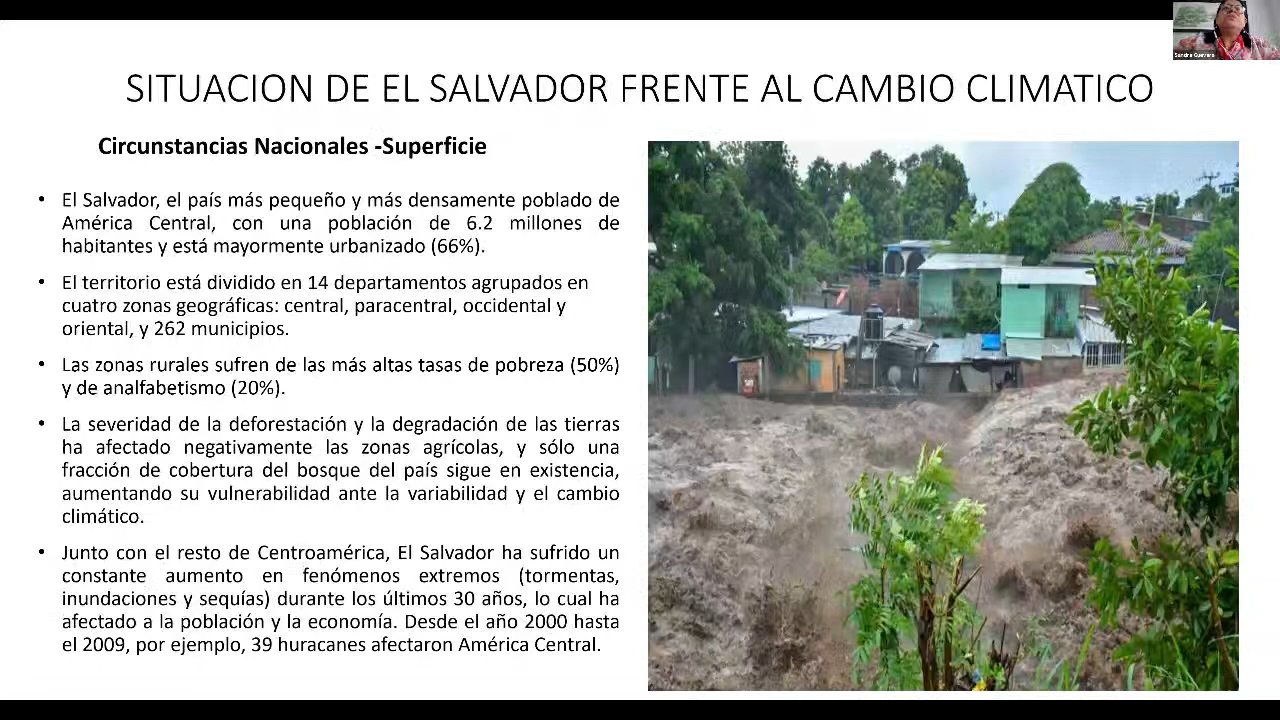 SITUACION DE EL SALVADOR FRENTE AL CAMBIO CLIMATICO
Circunstancias Nacionales -Superficie
• El Salvador, el país más pequeño y más densamente poblado de
América Central, con una población de 6.2 millones de
habitantes y está mayormente urbanizado (66%).
• El territorio está dividido en 14 departamentos agrupados en
cuatro zonas geográficas: central, paracentral, occidental y
oriental, y 262 municipios.
• Las zonas rurales sufren de las más altas tasas de pobreza (50%)
y de analfabetismo (20%).
• La severidad de la deforestación y la degradación de las tierras
ha afectado negativamente las zonas agrícolas, y sólo una
fracción de cobertura del bosque del país sigue en existencia,
aumentando su vulnerabilidad ante la variabilidad y el cambio
climático.
• Junto con el resto de Centroamérica, El Salvador ha sufrido un
constante aumento en fenómenos extremos (tormentas,
inundaciones y sequías) durante los últimos 30 años, lo cual ha
afectado a la población y la economía. Desde el año 2000 hasta
el 2009, por ejemplo, 39 huracanes afectaron América Central.
Sandra Guevara